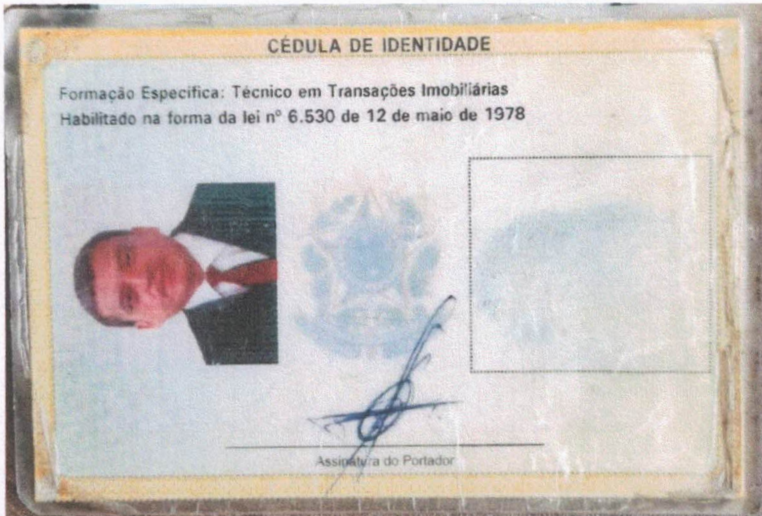 CÉDULA DE IDENTIDADE
Formação Específica: Técnico em Transações Imobiliárias
Habilitado na forma da lei nº 6.530 de 12 de maio de 1978
Assinatura do Portador